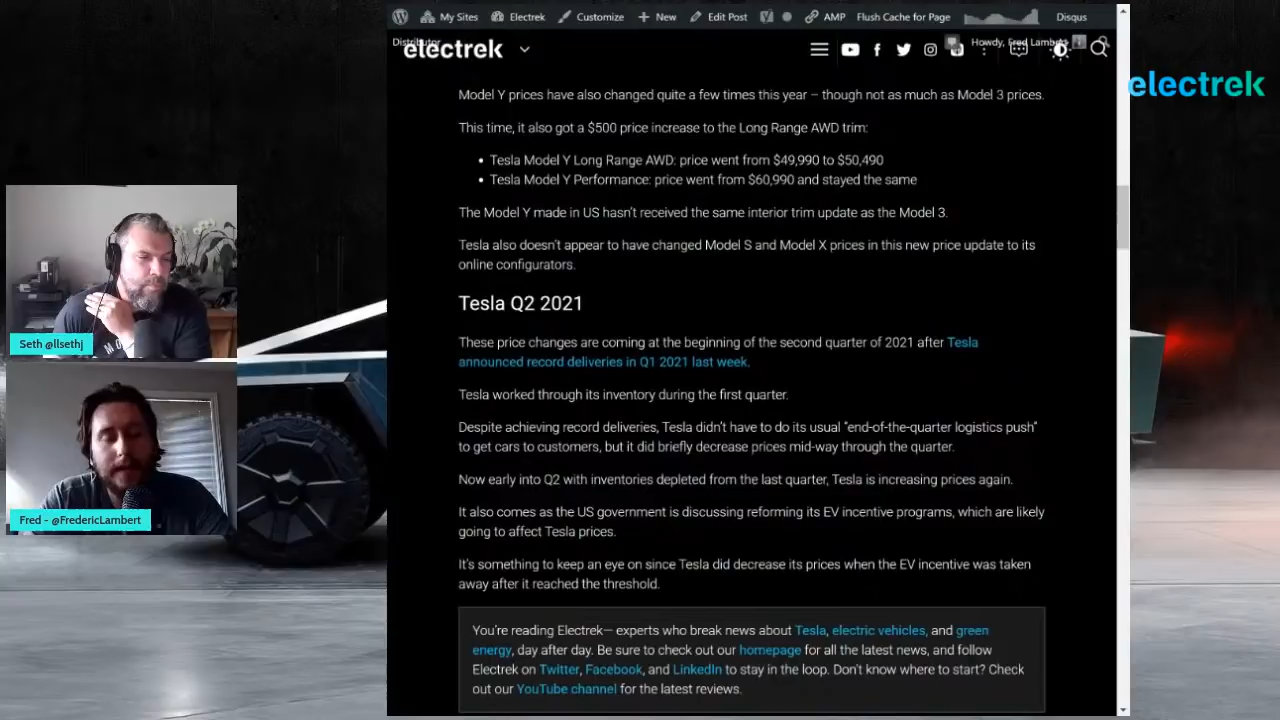 My Sites Electrek Customize New Edit Post AMP Flush Cache for Page Disqus
Distributor
Howdy, Fred Lambert
electrek
electrek
Model Y prices have also changed quite a few times this year – though not as much as Model 3 prices.
This time, it also got a $500 price increase to the Long Range AWD trim:
• Tesla Model Y Long Range AWD: price went from $49,990 to $50,490
• Tesla Model Y Performance: price went from $60,990 and stayed the same
The Model Y made in US hasn't received the same interior trim update as the Model 3.
Tesla also doesn't appear to have changed Model S and Model X prices in this new price update to its
online configurators.
Tesla Q2 2021
These price changes are coming at the beginning of the second quarter of 2021 after Tesla
announced record deliveries in Q1 2021 last week.
Tesla worked through its inventory during the first quarter.
Despite achieving record deliveries, Tesla didn't have to do its usual “end-of-the-quarter logistics push”
to get cars to customers, but it did briefly decrease prices mid-way through the quarter.
Now early into Q2 with inventories depleted from the last quarter, Tesla is increasing prices again.
It also comes as the US government is discussing reforming its EV incentive programs, which are likely
going to affect Tesla prices.
It's something to keep an eye on since Tesla did decrease its prices when the EV incentive was taken
away after it reached the threshold.
You're reading Electrek— experts who break news about Tesla, electric vehicles, and green
energy, day after day. Be sure to check out our homepage for all the latest news, and follow
Electrek on Twitter, Facebook, and LinkedIn to stay in the loop. Don't know where to start? Check
out our YouTube channel for the latest reviews.
Seth @llsethj
Fred - @FredericLambert